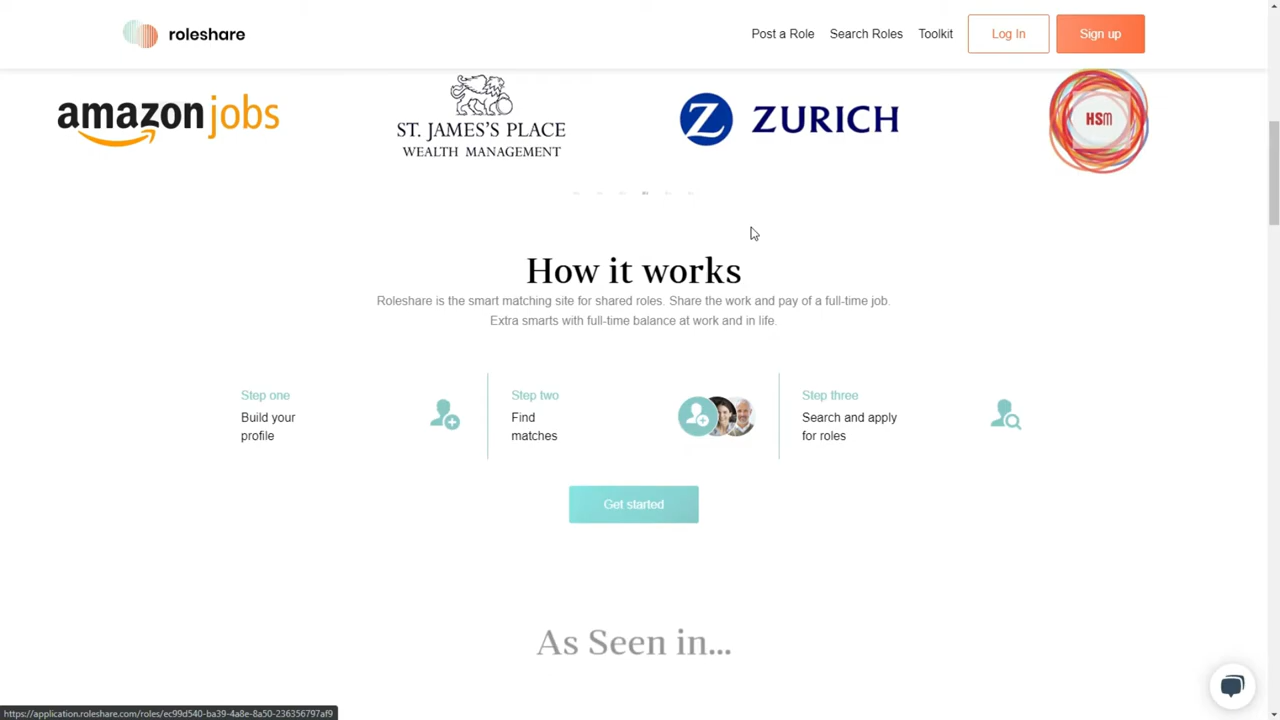 roleshare
Post a Role
Search Roles
Toolkit
Log In
Sign up
amazon jobs
ST. JAMES'S PLACE
WEALTH MANAGEMENT
ZURICH
HSM
How it works
Roleshare is the smart matching site for shared roles. Share the work and pay of a full-time job.
Extra smarts with full-time balance at work and in life.
Step one
Build your
profile
Step two
Find
matches
Step three
Search and apply
for roles
Get started
As Seen in...
https://application.roleshare.com/roles/ec99d540-ba39-4a8e-8a50-236356797af9